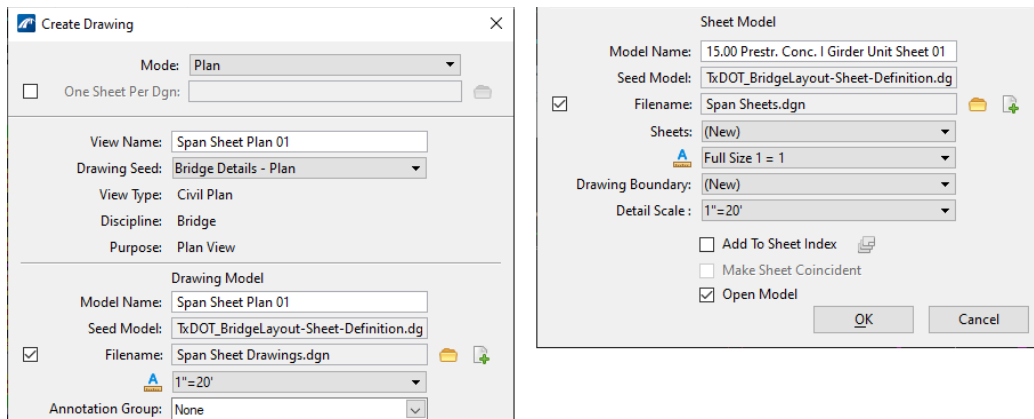 Create Drawing
Mode: Plan
One Sheet Per Dgn:
View Name: Span Sheet Plan 01
Drawing Seed: Bridge Details - Plan
View Type: Civil Plan
Discipline: Bridge
Purpose: Plan View
Drawing Model
Model Name: Span Sheet Plan 01
Seed Model: TxDOT_BridgeLayout-Sheet-Definition.dg
Filename: Span Sheet Drawings.dgn
A 1"=20'
Annotation Group: None
Sheet Model
Model Name: 15.00 Prestr. Conc. I Girder Unit Sheet 01
Seed Model: TxDOT_BridgeLayout-Sheet-Definition.dg
Filename: Span Sheets.dgn
Sheets: (New)
A Full Size 1 = 1
Drawing Boundary: (New)
Detail Scale : 1"=20'
Add To Sheet Index
Make Sheet Coincident
Open Model
OK Cancel